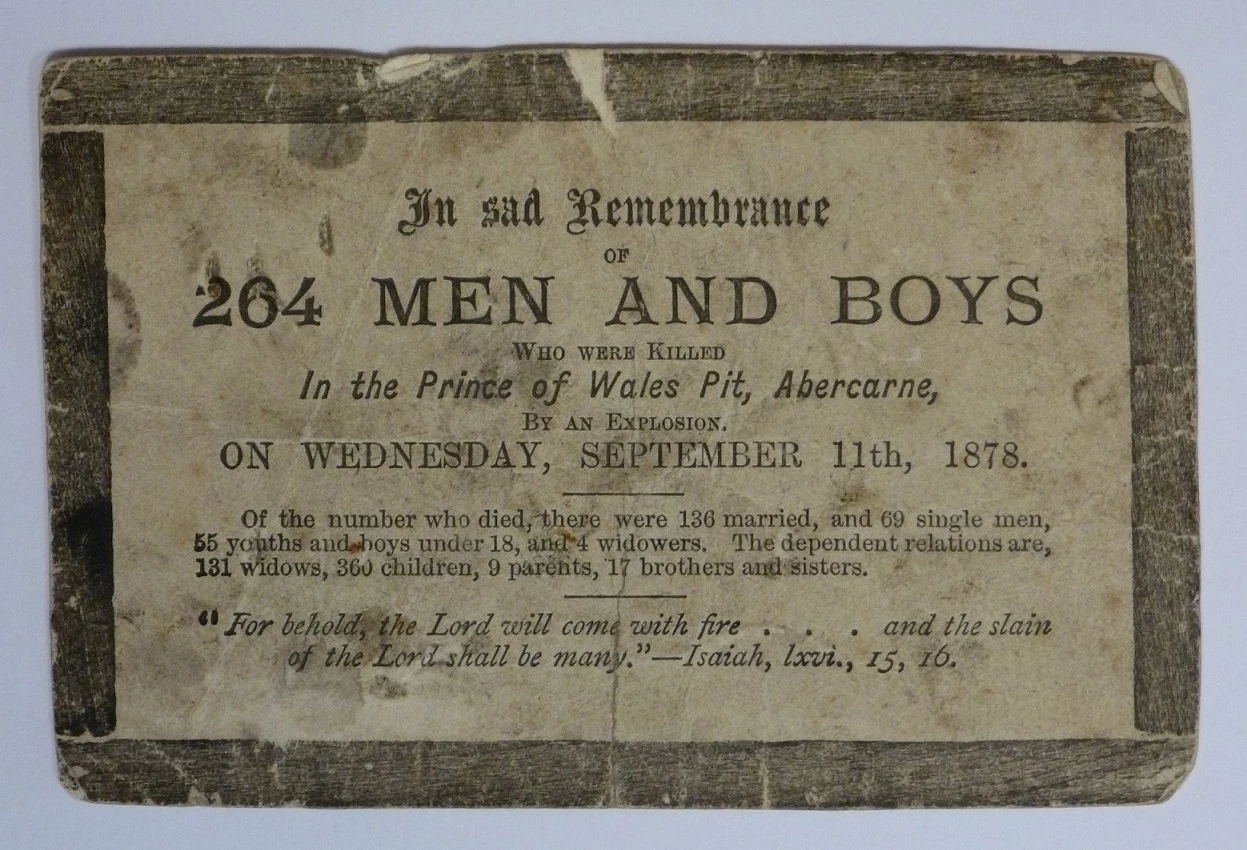 In sad Remembrance
OF
264 MEN AND BOYS
WHO WERE KILLED
In the Prince of Wales Pit, Abercarne,
BY AN EXPLOSION.
ON WEDNESDAY, SEPTEMBER 11th, 1878.
Of the number who died, there were 136 married, and 69 single men,
55 youths and boys under 18, and 4 widowers. The dependent relations are,
131 widows, 360 children, 9 parents, 17 brothers and sisters.
"For behold, the Lord will come with fire . . . and the slain
of the Lord shall be many."—Isaiah, lxvi., 15, 16.